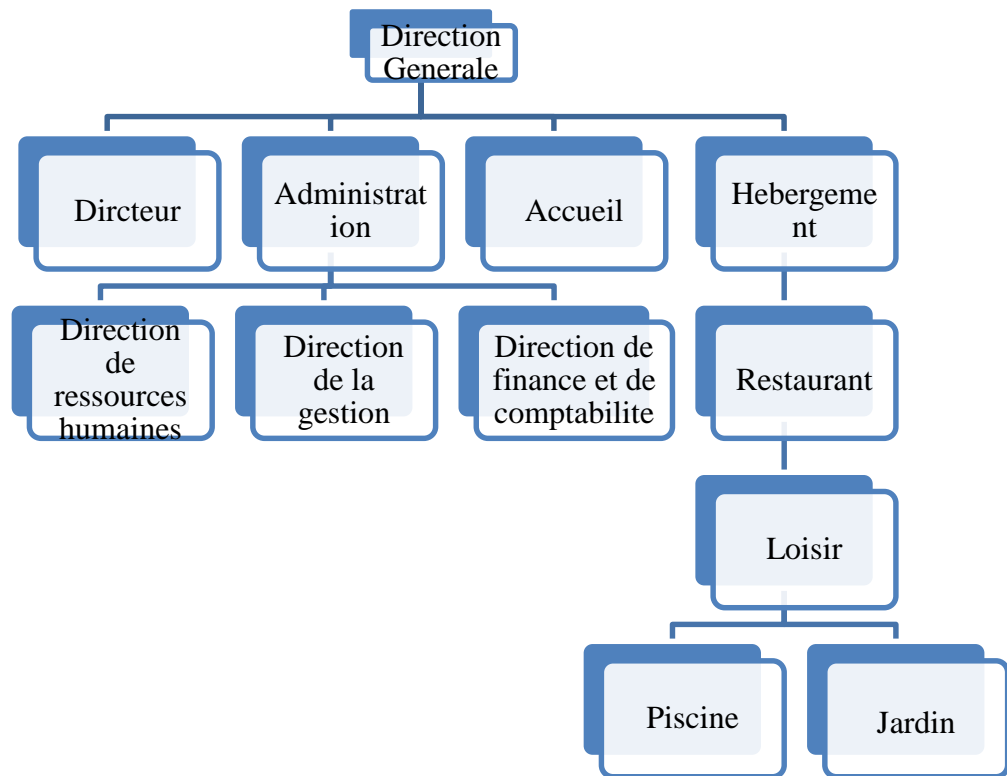 Direction
Generale
Dircteur
Administrat
ion
Accueil
Hebergeme
nt
Direction
de
ressources
humaines
Direction
de la
gestion
Direction de
finance et de
comptabilite
Restaurant
Loisir
Piscine
Jardin